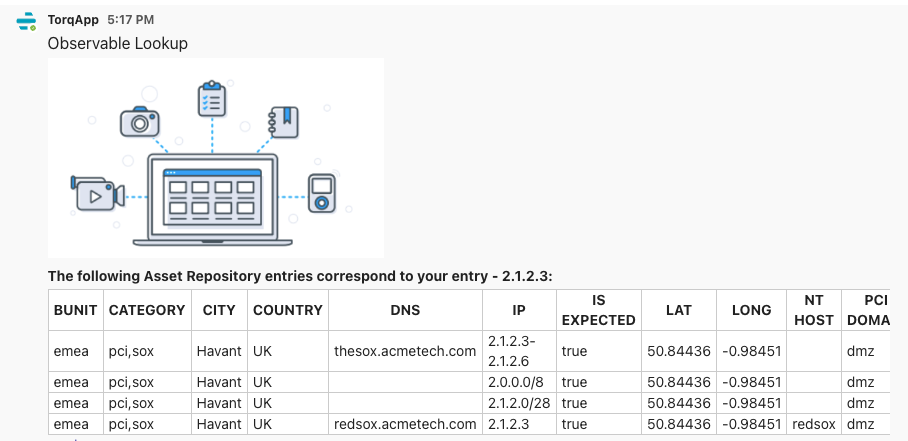 TorqApp 5:17 PM
Observable Lookup
The following Asset Repository entries correspond to your entry - 2.1.2.3:
BUNIT CATEGORY CITY COUNTRY DNS IP IS EXPECTED LAT LONG NT HOST PCI DOMA
emea pci,sox Havant UK thesox.acmetech.com 2.1.2.3-2.1.2.6 true 50.84436 -0.98451 dmz
emea pci,sox Havant UK 2.0.0.0/8 true 50.84436 -0.98451 dmz
emea pci,sox Havant UK 2.1.2.0/28 true 50.84436 -0.98451 dmz
emea pci,sox Havant UK redsox.acmetech.com 2.1.2.3 true 50.84436 -0.98451 redsox dmz